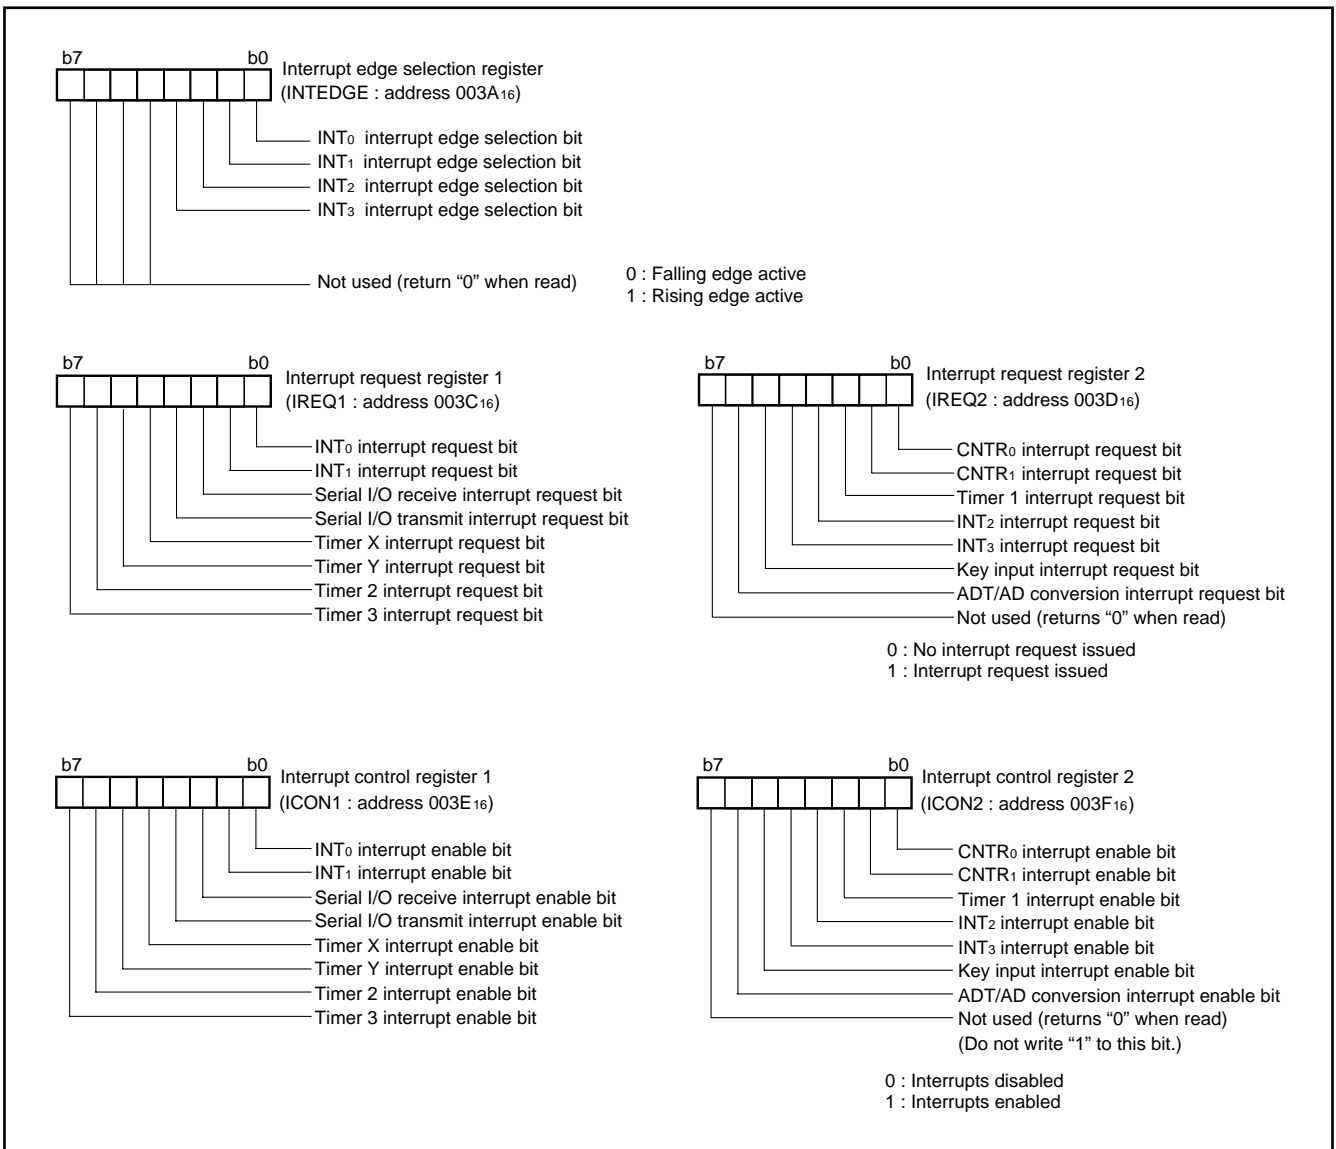 b7 b0
Interrupt edge selection register
(INTEDGE : address 003A16)
INT0 interrupt edge selection bit
INT1 interrupt edge selection bit
INT2 interrupt edge selection bit
INT3 interrupt edge selection bit
Not used (return “0” when read)
0 : Falling edge active
1 : Rising edge active
b7 b0
Interrupt request register 1
(IREQ1 : address 003C16)
INT0 interrupt request bit
INT1 interrupt request bit
Serial I/O receive interrupt request bit
Serial I/O transmit interrupt request bit
Timer X interrupt request bit
Timer Y interrupt request bit
Timer 2 interrupt request bit
Timer 3 interrupt request bit
b7 b0
Interrupt request register 2
(IREQ2 : address 003D16)
CNTR0 interrupt request bit
CNTR1 interrupt request bit
Timer 1 interrupt request bit
INT2 interrupt request bit
INT3 interrupt request bit
Key input interrupt request bit
ADT/AD conversion interrupt request bit
Not used (returns “0” when read)
0 : No interrupt request issued
1 : Interrupt request issued
b7 b0
Interrupt control register 1
(ICON1 : address 003E16)
INT0 interrupt enable bit
INT1 interrupt enable bit
Serial I/O receive interrupt enable bit
Serial I/O transmit interrupt enable bit
Timer X interrupt enable bit
Timer Y interrupt enable bit
Timer 2 interrupt enable bit
Timer 3 interrupt enable bit
b7 b0
Interrupt control register 2
(ICON2 : address 003F16)
CNTR0 interrupt enable bit
CNTR1 interrupt enable bit
Timer 1 interrupt enable bit
INT2 interrupt enable bit
INT3 interrupt enable bit
Key input interrupt enable bit
ADT/AD conversion interrupt enable bit
Not used (returns “0” when read)
(Do not write “1” to this bit.)
0 : Interrupts disabled
1 : Interrupts enabled